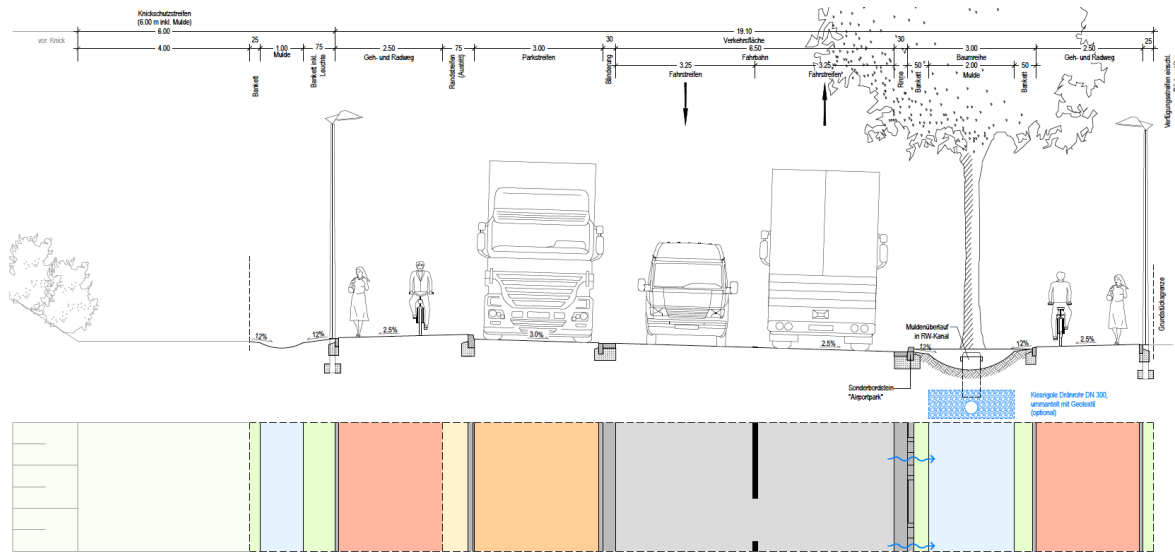 Knickschutzstreifen
(6.00 m inkl. Mulde)
6.00
19.10
Verkehrsfläche
vor. Knick
4.00
25
Bankett
1.00
Mulde
75
Bankett inkl.
Leuchte
2.50
Geh- und Radweg
75
Randstreifen
(Ausstieg)
3.00
Parkstreifen
30
Bänderung
6.50
Fahrbahn
3.25
Fahrstreifen
3.25
Fahrstreifen
30
Rinne
3.00
Baumreihe
50
Bankett
2.00
Mulde
50
Bankett
2.50
Geh- und Radweg
25
Verfügungsstreifen einschl.
12%
12%
2.5%
3.0%
2.5%
12%
12%
2.5%
Muldenüberlauf
in RW-Kanal
Grundstücksgrenze
Sonderbordstein
"Airportpark"
Kiesrigole Dränrohr DN 300,
ummantelt mit Geotextil
(optional)